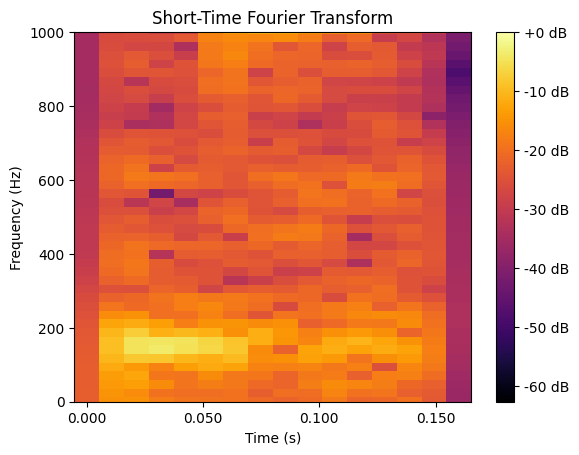 Short-Time Fourier Transform
Frequency (Hz)
1000
800
600
400
200
0
0.000
0.050
0.100
0.150
Time (s)
+0 dB
-10 dB
-20 dB
-30 dB
-40 dB
-50 dB
-60 dB